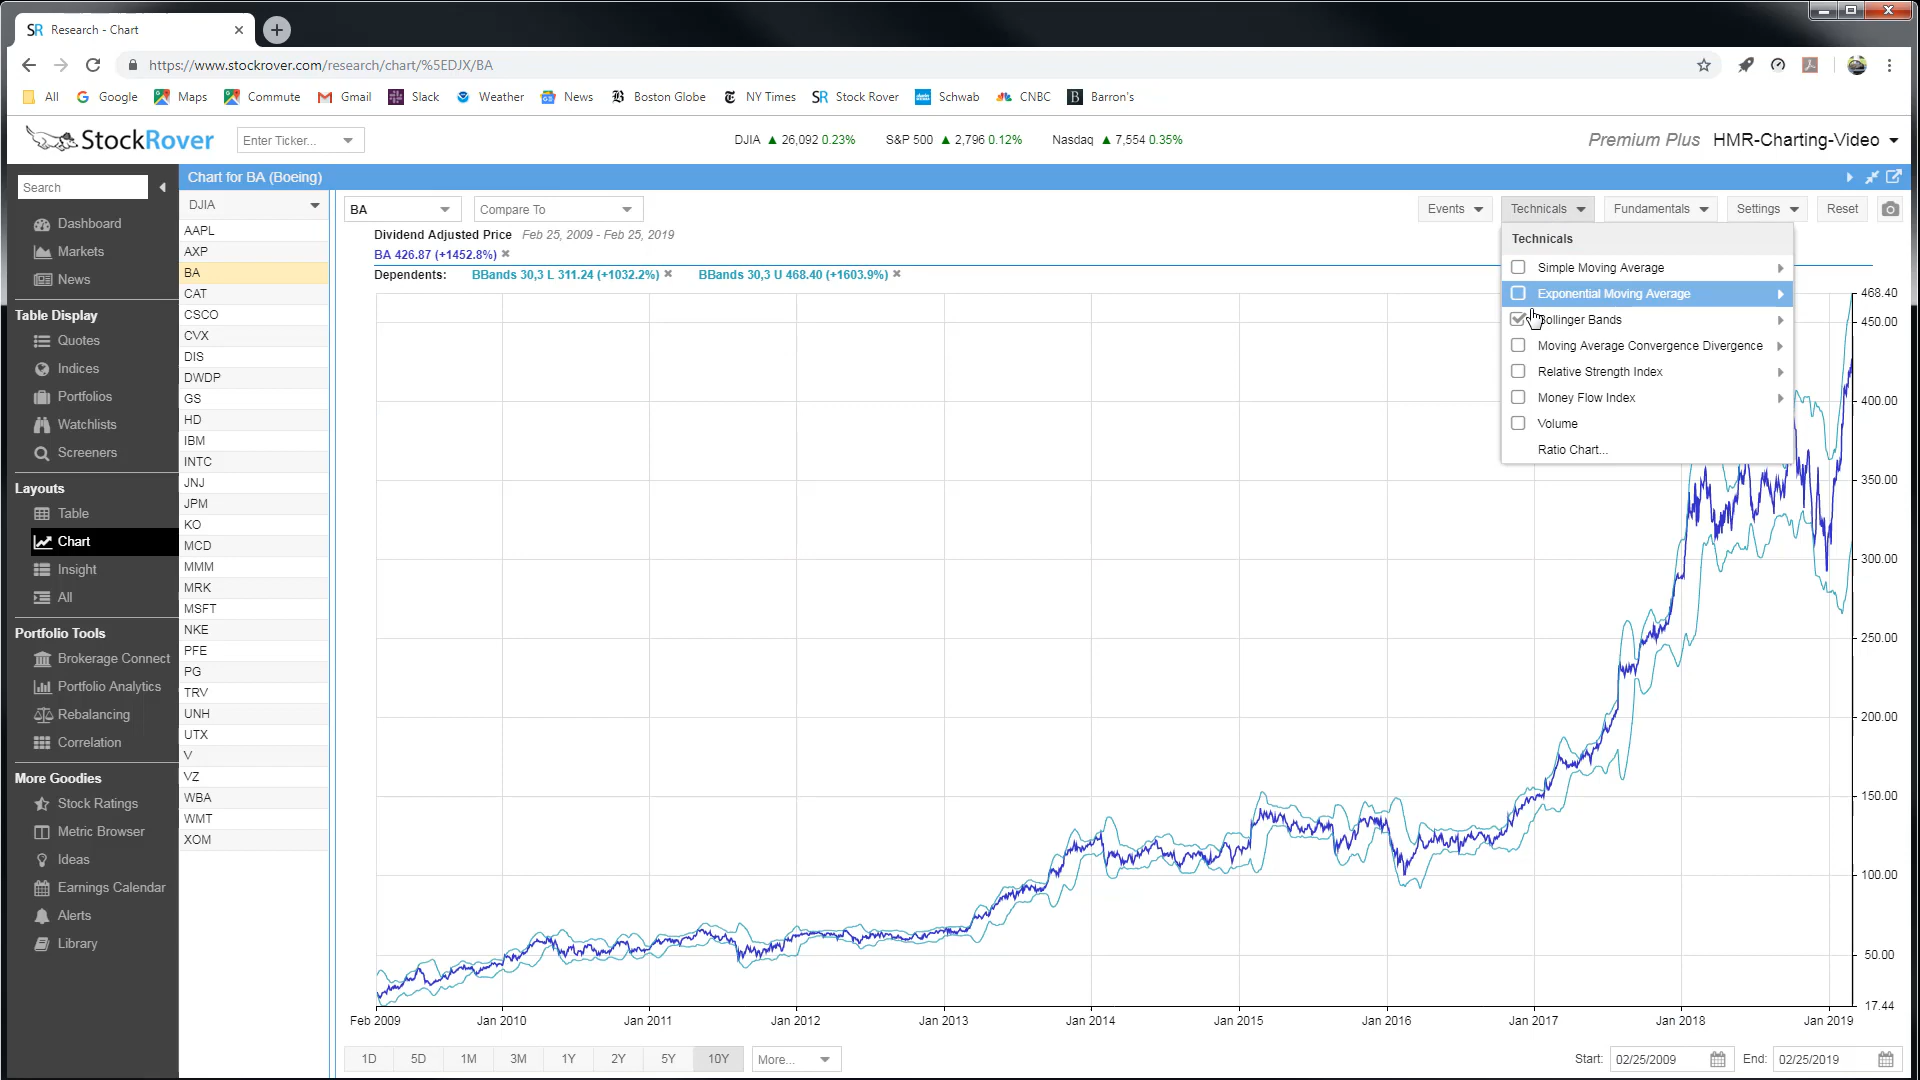 SR Research - Chart
https://www.stockrover.com/research/chart/%5EDJX/BA
All Google Maps Commute Gmail Slack Weather News Boston Globe NY Times SR Stock Rover Schwab CNBC B Barron's
StockRover Enter Ticker... DJIA ▲ 26,092 0.23% S&P 500 ▲ 2,796 0.12% Nasdaq ▲ 7,554 0.35% Premium Plus HMR-Charting-Video
Search
Dashboard
Markets
News
Table Display
Quotes
Indices
Portfolios
Watchlists
Screeners
Layouts
Table
Chart
Insight
All
Portfolio Tools
Brokerage Connect
Portfolio Analytics
Rebalancing
Correlation
More Goodies
Stock Ratings
Metric Browser
Ideas
Earnings Calendar
Alerts
Library
Chart for BA (Boeing)
DJIA
AAPL
AXP
BA
CAT
CSCO
CVX
DIS
DWDP
GS
HD
IBM
INTC
JNJ
JPM
KO
MCD
MMM
MRK
MSFT
NKE
PFE
PG
TRV
UNH
UTX
V
VZ
WBA
WMT
XOM
BA Compare To Events Technicals Fundamentals Settings Reset
Dividend Adjusted Price Feb 25, 2009 - Feb 25, 2019
BA 426.87 (+1452.8%)
Dependents: BBands 30,3 L 311.24 (+1032.2%) BBands 30,3 U 468.40 (+1603.9%)
Technicals
Simple Moving Average
Exponential Moving Average
Bollinger Bands
Moving Average Convergence Divergence
Relative Strength Index
Money Flow Index
Volume
Ratio Chart...
468.40
450.00
400.00
350.00
300.00
250.00
200.00
150.00
100.00
50.00
17.44
Feb 2009 Jan 2010 Jan 2011 Jan 2012 Jan 2013 Jan 2014 Jan 2015 Jan 2016 Jan 2017 Jan 2018 Jan 2019
1D 5D 1M 3M 1Y 2Y 5Y 10Y More... Start: 02/25/2009 End: 02/25/2019